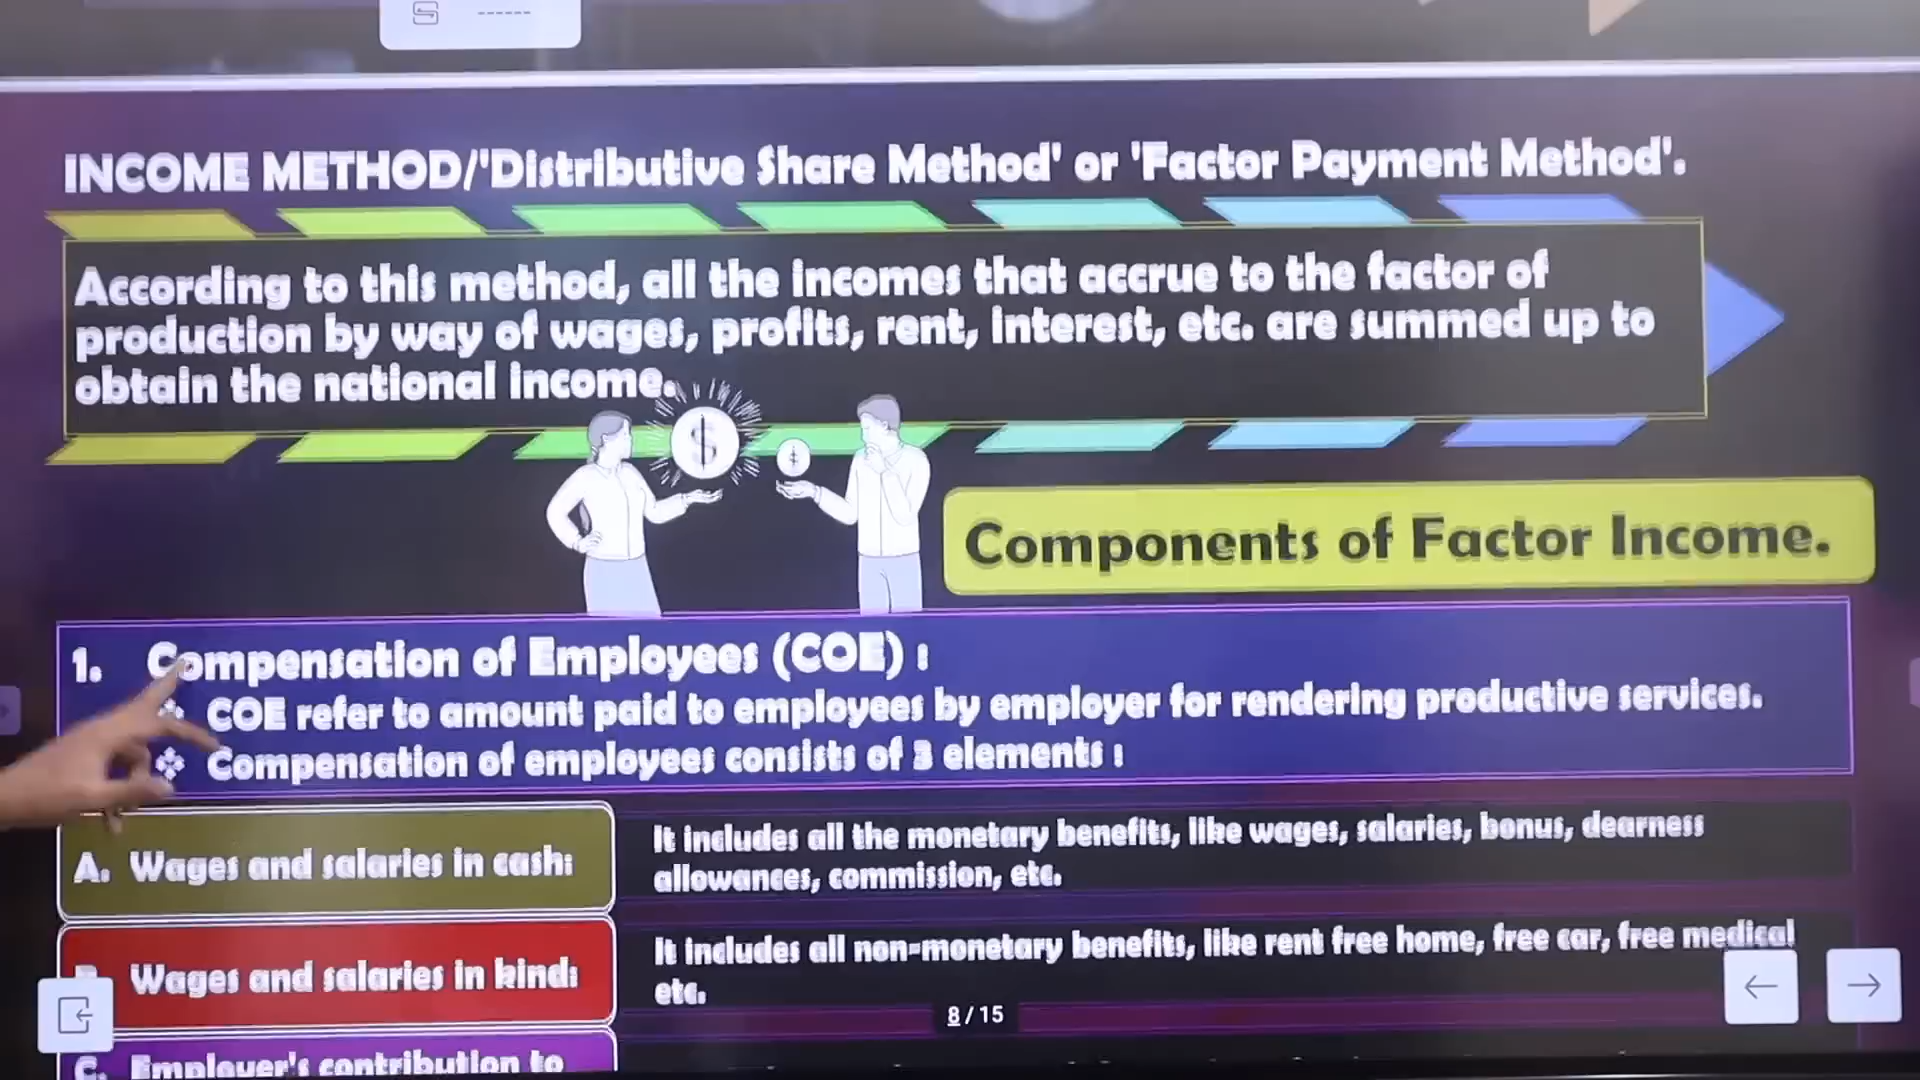 INCOME METHOD/'Distributive Share Method' or 'Factor Payment Method'.
According to this method, all the incomes that accrue to the factor of
production by way of wages, profits, rent, interest, etc. are summed up to
obtain the national income.
$ $
Components of Factor Income.
1. Compensation of Employees (COE) :
COE refer to amount paid to employees by employer for rendering productive services.
Compensation of employees consists of 3 elements :
A. Wages and salaries in cash:
It includes all the monetary benefits, like wages, salaries, bonus, dearness
allowances, commission, etc.
Wages and salaries in kind:
It includes all non-monetary benefits, like rent free home, free car, free medical
etc.
8 / 15
C. Employer's contribution to